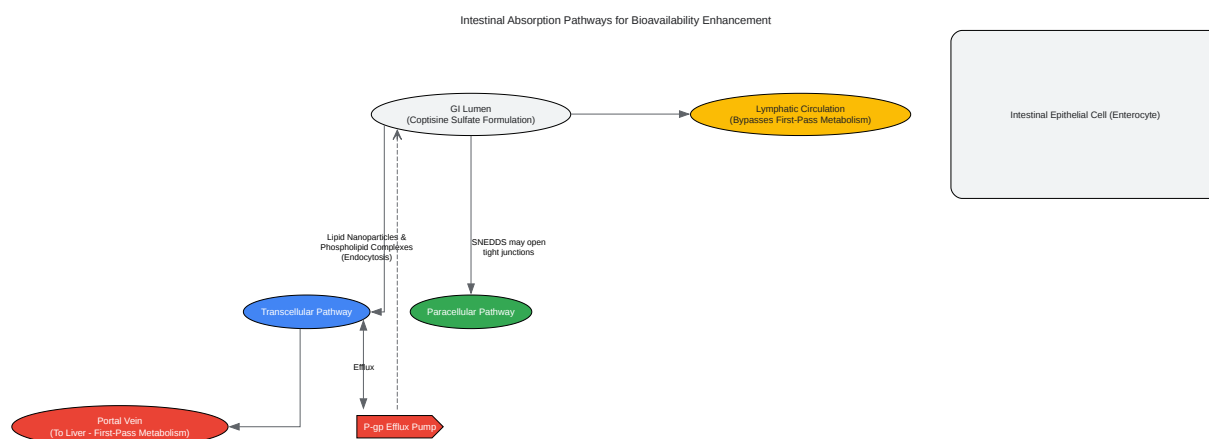 Intestinal Absorption Pathways for Bioavailability Enhancement
GI Lumen
(Coptisine Sulfate Formulation)
Lymphatic Circulation
(Bypasses First-Pass Metabolism)
Intestinal Epithelial Cell (Enterocyte)
Lipid Nanoparticles &
Phospholipid Complexes
(Endocytosis)
SNEDDS may open
tight junctions
Transcellular Pathway
Paracellular Pathway
Efflux
Portal Vein
(To Liver - First-Pass Metabolism)
P-gp Efflux Pump